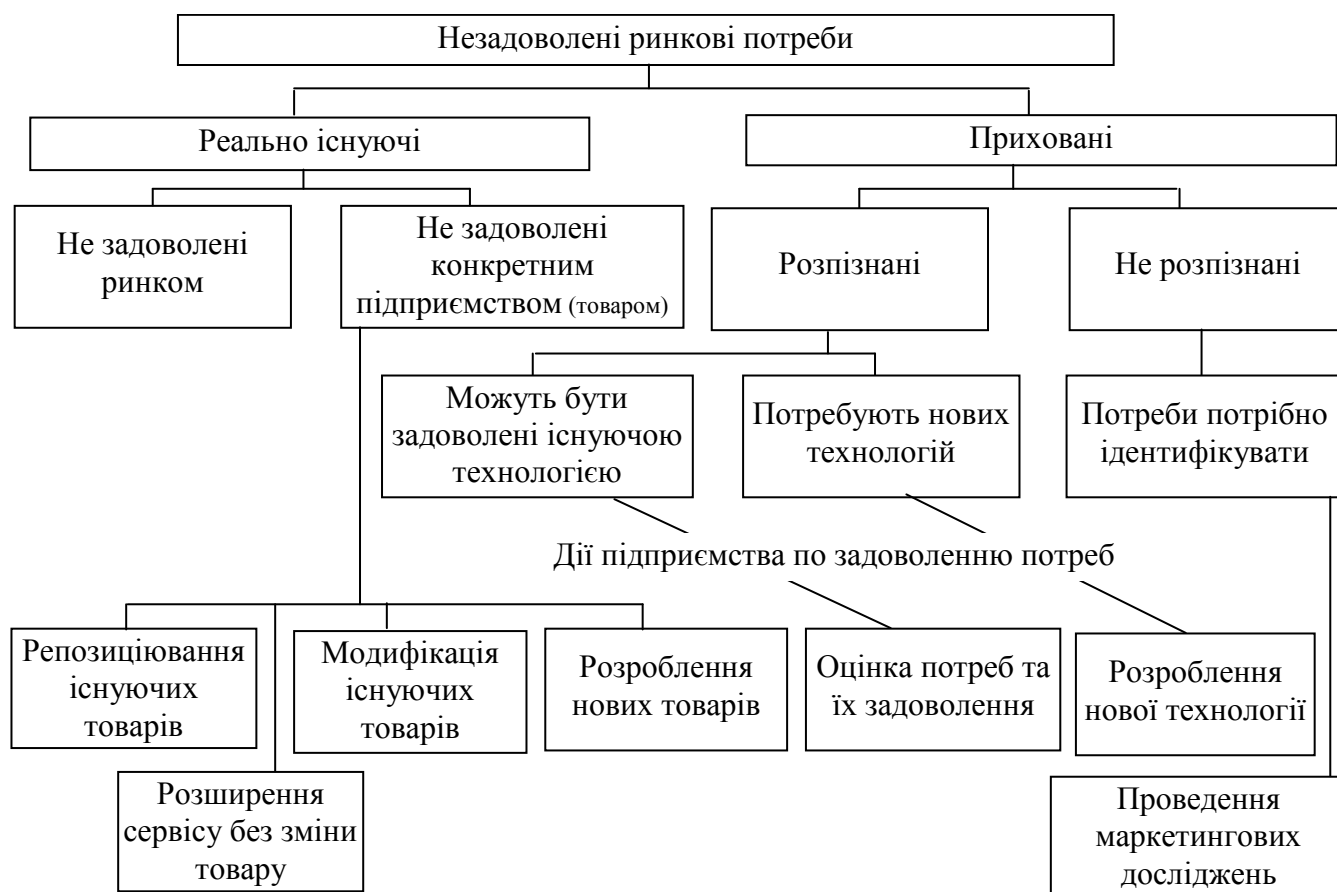 Незадоволені ринкові потреби
Реально існуючі
Приховані
Не задоволені
ринком
Не задоволені
конкретним
підприємством (товаром)
Розпізнані
Не розпізнані
Можуть бути
задоволені існуючою
технологією
Потребують нових
технологій
Потреби потрібно
ідентифікувати
Дії підприємства по задоволенню потреб
Репозиціювання
існуючих
товарів
Модифікація
існуючих
товарів
Розроблення
нових товарів
Оцінка потреб та
їх задоволення
Розроблення
нової технології
Розширення
сервісу без зміни
товару
Проведення
маркетингових
досліджень